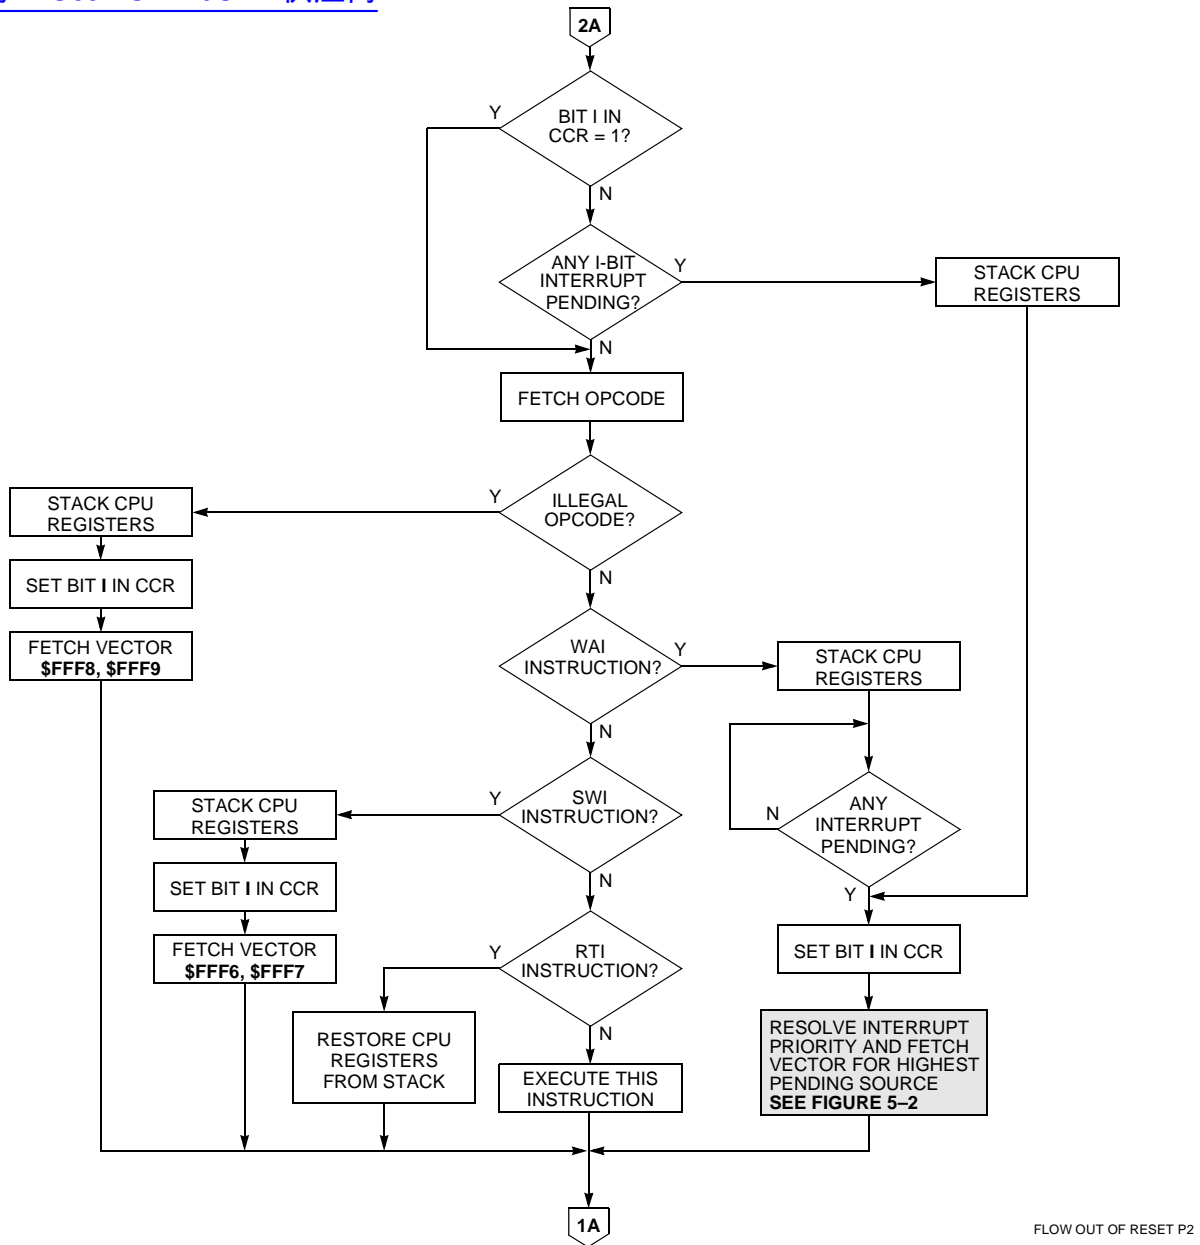 2A
BIT I IN
CCR = 1?
Y
N
ANY I-BIT
INTERRUPT
PENDING?
Y
N
STACK CPU
REGISTERS
FETCH OPCODE
ILLEGAL
OPCODE?
Y
N
STACK CPU
REGISTERS
SET BIT I IN CCR
FETCH VECTOR
$FFF8, $FFF9
WAI
INSTRUCTION?
Y
N
STACK CPU
REGISTERS
ANY
INTERRUPT
PENDING?
N
Y
SWI
INSTRUCTION?
Y
N
STACK CPU
REGISTERS
SET BIT I IN CCR
FETCH VECTOR
$FFF6, $FFF7
RTI
INSTRUCTION?
Y
N
SET BIT I IN CCR
RESTORE CPU
REGISTERS
FROM STACK
EXECUTE THIS
INSTRUCTION
RESOLVE INTERRUPT
PRIORITY AND FETCH
VECTOR FOR HIGHEST
PENDING SOURCE
SEE FIGURE 5–2
1A
FLOW OUT OF RESET P2